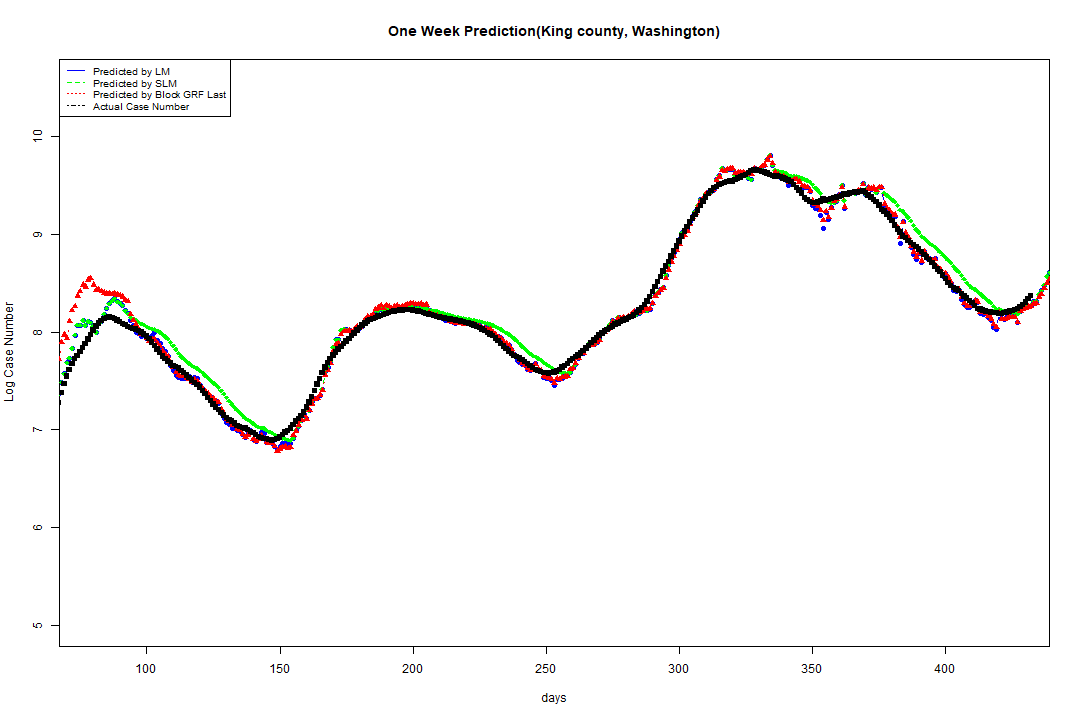 One Week Prediction(King county, Washington)
Predicted by LM
Predicted by SLM
Predicted by Block GRF Last
Actual Case Number
10
9
8
7
6
5
Log Case Number
100 150 200 250 300 350 400
days